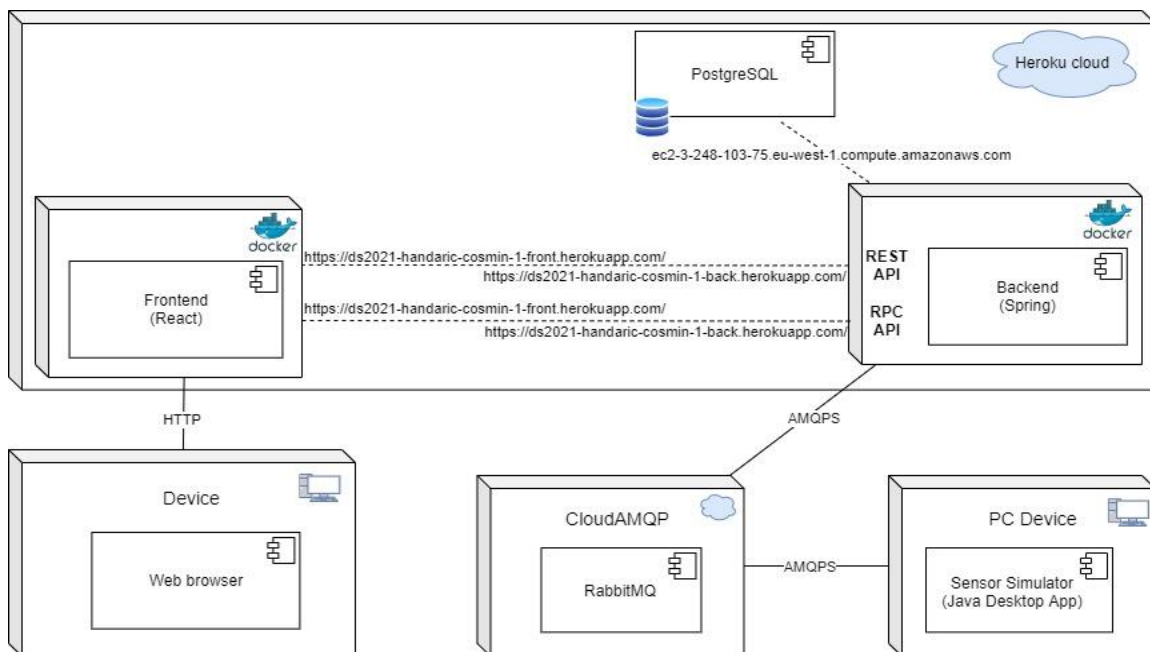 Heroku cloud
PostgreSQL
ec2-3-248-103-75.eu-west-1.compute.amazonaws.com
docker
docker
https://ds2021-handaric-cosmin-1-front.herokuapp.com/
https://ds2021-handaric-cosmin-1-back.herokuapp.com/
REST
API
Frontend
(React)
Backend
(Spring)
https://ds2021-handaric-cosmin-1-front.herokuapp.com/
https://ds2021-handaric-cosmin-1-back.herokuapp.com/
RPC
API
HTTP
AMQPS
Device
Web browser
CloudAMQP
RabbitMQ
AMQPS
PC Device
Sensor Simulator
(Java Desktop App)